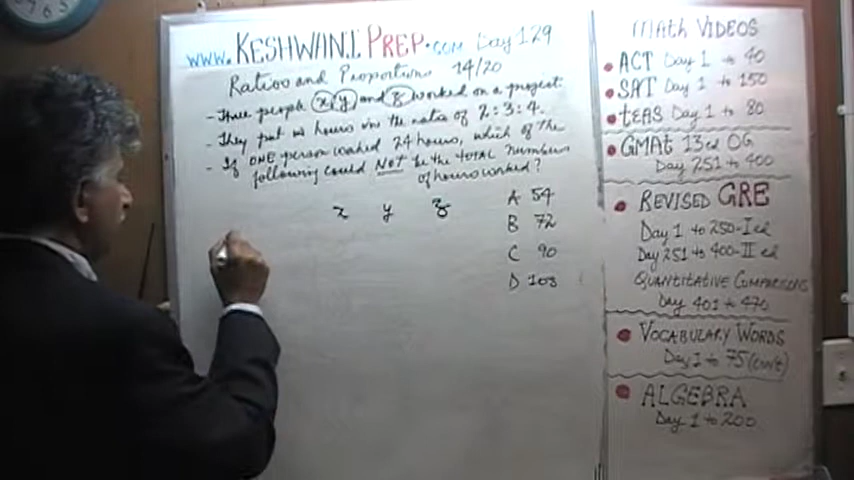 www.KESHWANIPREP.COM Day 129
Ratios and Proportions 14/20
- Three people x, y and z worked on a project.
- They put in hours in the ratio of 2:3:4.
- If ONE person worked 24 hours, which of the
following could NOT be the TOTAL number
of hours worked?
x y z
A 54
B 72
C 90
D 108
MATH VIDEOS
ACT Day 1 to 40
SAT Day 1 to 150
tEAS Day 1 to 80
GMAt 13ed OG
Day 251 to 400
REVISED GRE
Day 1 to 250-I ed
Day 251 to 400-II ed
QUANTITATIVE COMPARISONS
Day 401 to 470
VOCABULARY WORDS
Day 1 to 75 (con't)
ALGEBRA
Day 1 to 200